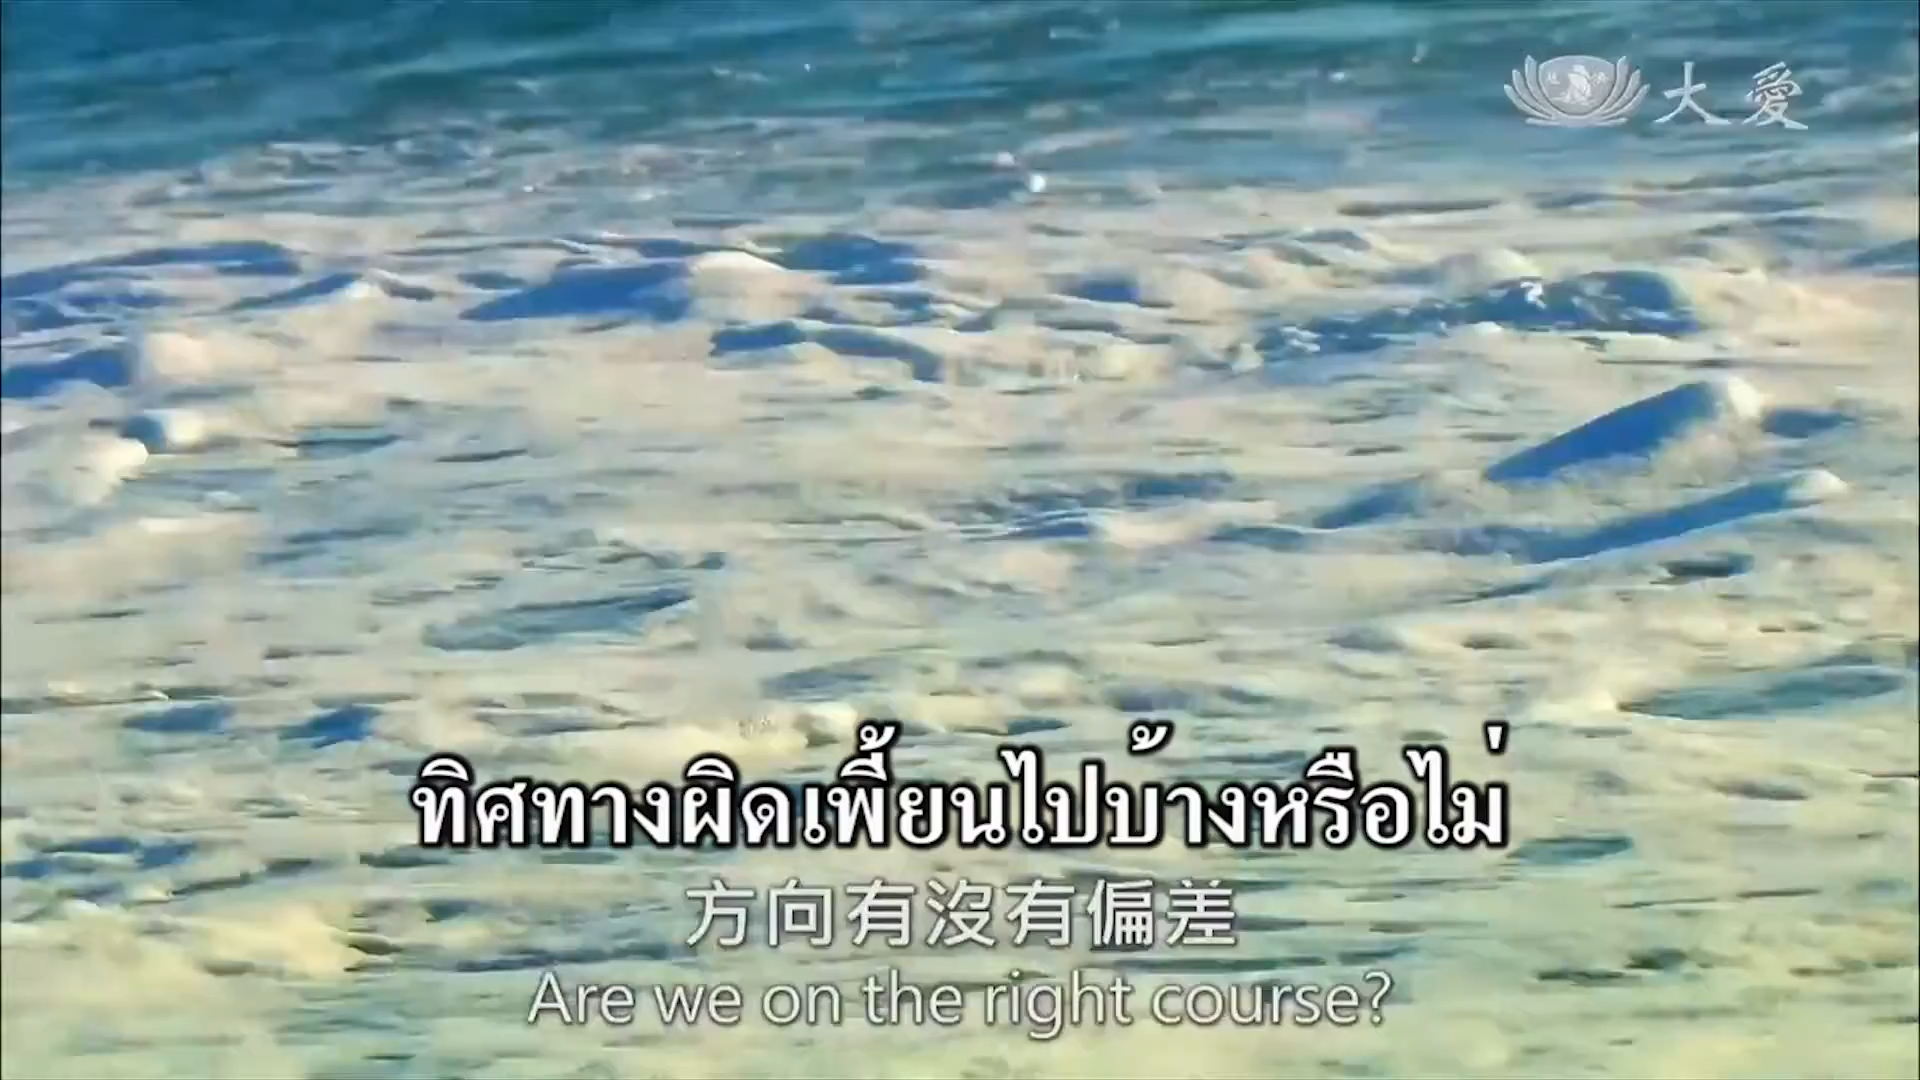 大愛
ทิศทางผิดเพี้ยนไปบ้างหรือไม่
方向有沒有偏差
Are we on the right course?